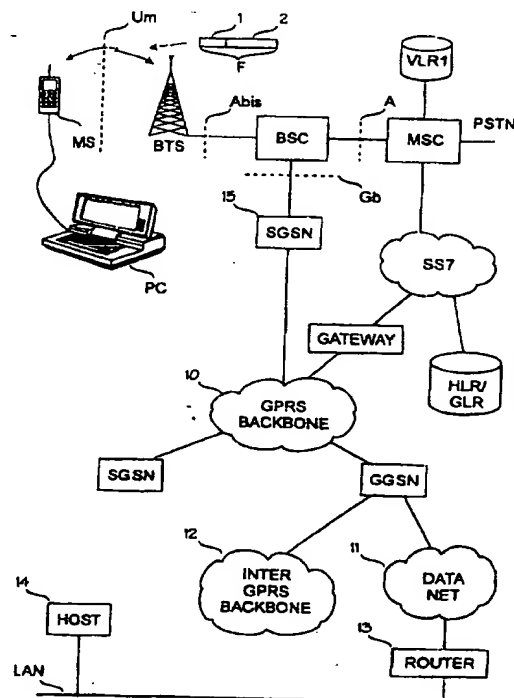 Um
1 2
F
VLR1
MS
BTS
Abis
BSC
A
MSC
PSTN
Gb
15
SGSN
PC
SS7
GATEWAY
HLR/
GLR
10
GPRS
BACKBONE
SGSN
GGSN
12
INTER
GPRS
BACKBONE
11
DATA
NET
14
HOST
13
ROUTER
LAN